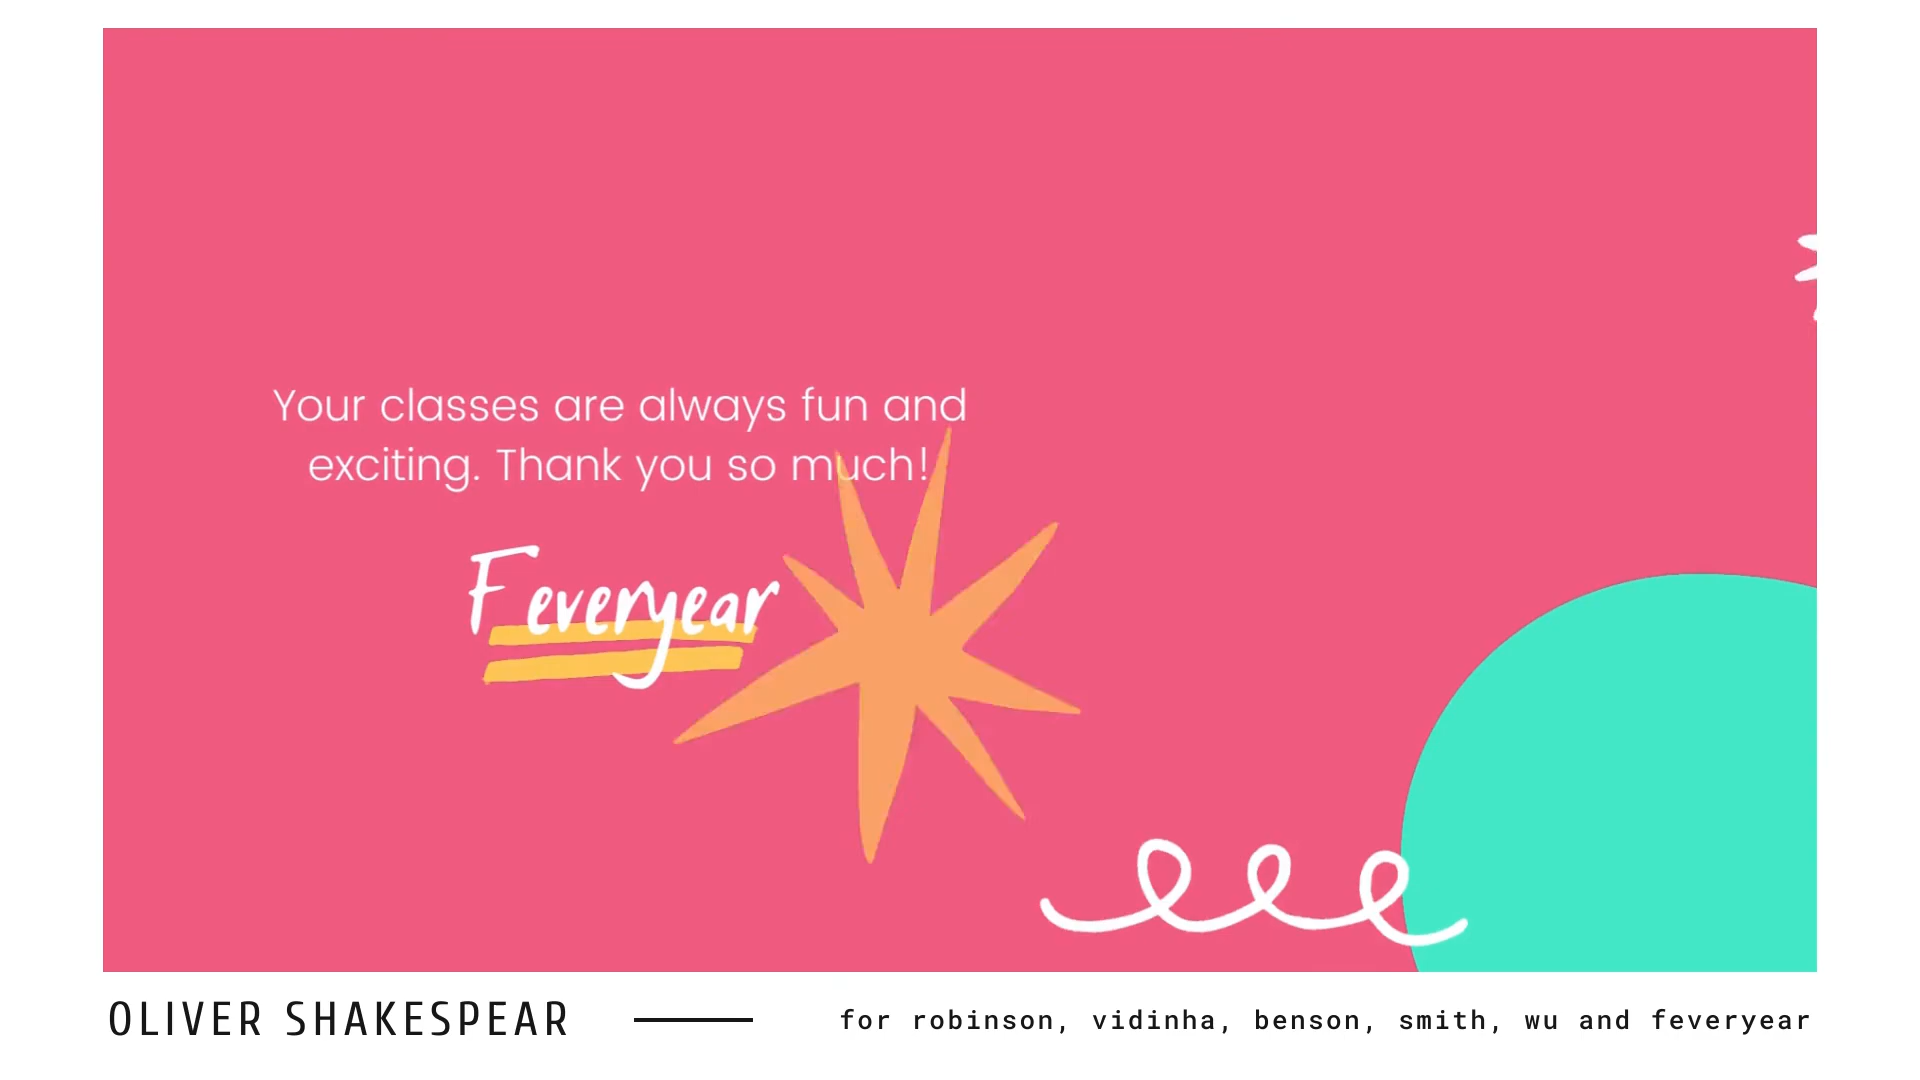 Your classes are always fun and
exciting. Thank you so much!
Feveryear
OLIVER SHAKESPEAR
for robinson, vidinha, benson, smith, wu and feveryear